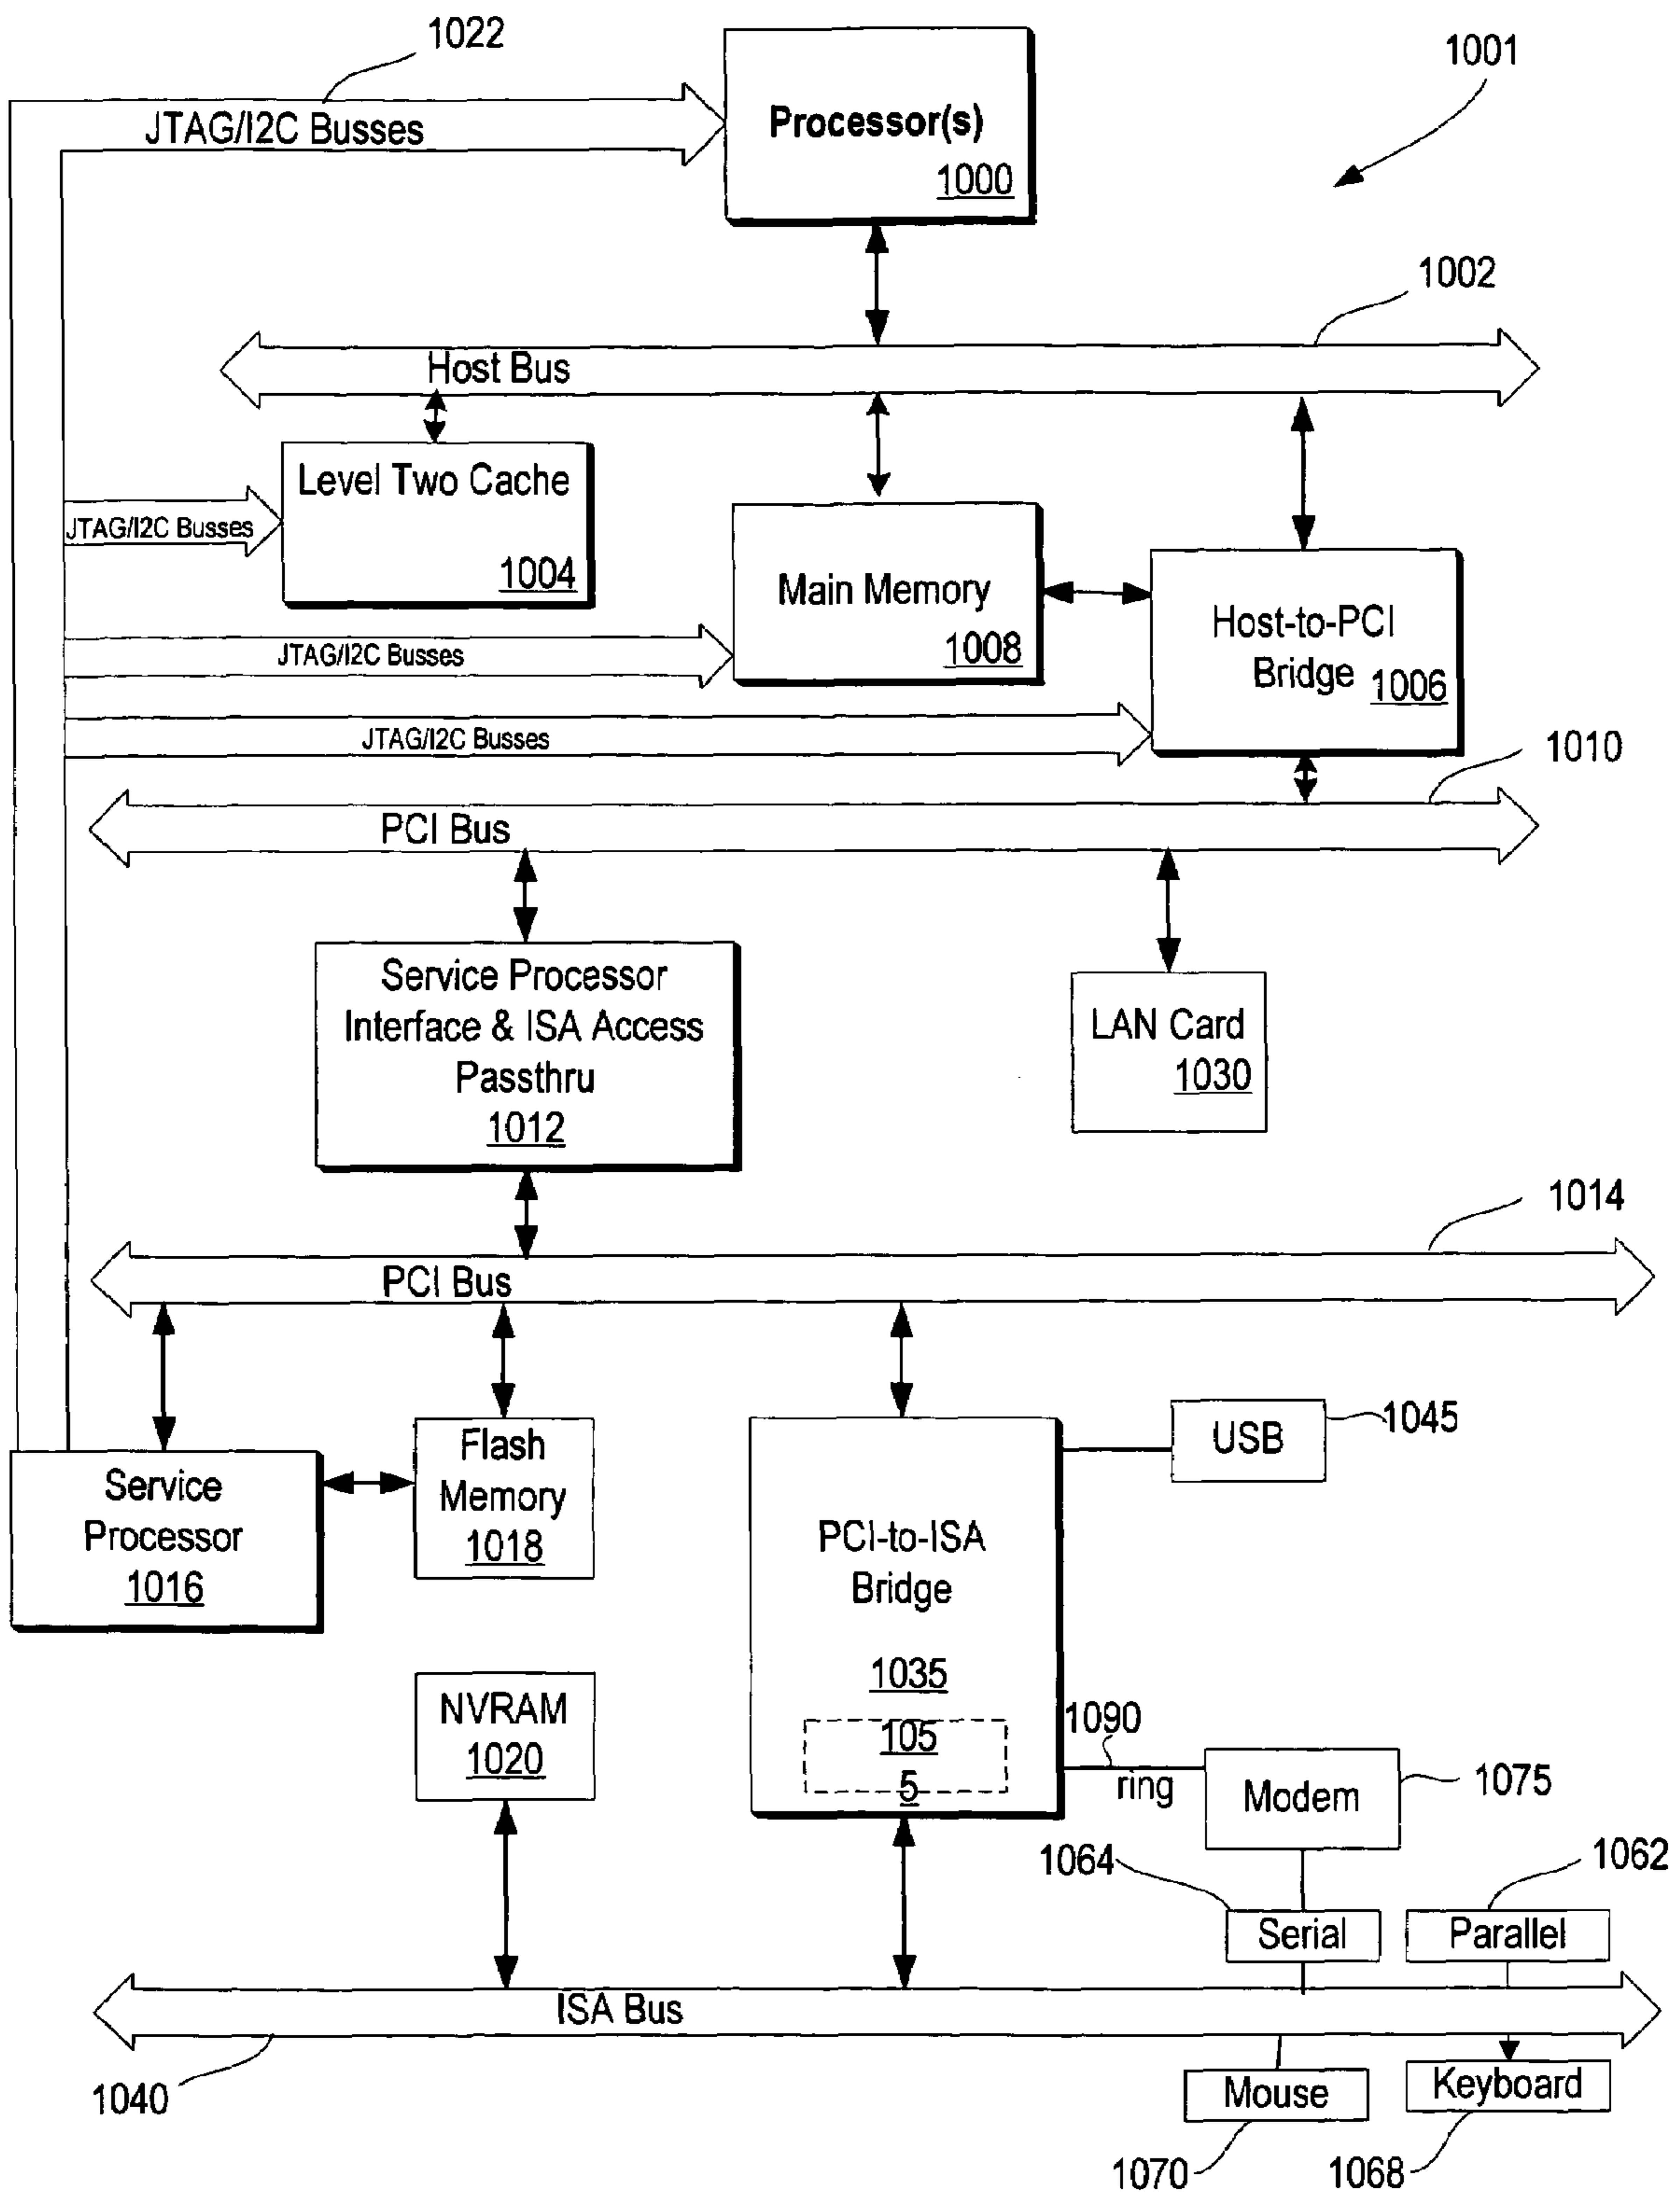 1022
1001
JTAG/I2C Busses
Processor(s)
1000
1002
Host Bus
Level Two Cache
1004
JTAG/I2C Busses
Main Memory
1008
Host-to-PCI
Bridge
1006
JTAG/I2C Busses
JTAG/I2C Busses
1010
PCI Bus
Service Processor
Interface & ISA Access
Passthru
1012
LAN Card
1030
1014
PCI Bus
Service
Processor
1016
Flash
Memory
1018
PCI-to-ISA
Bridge
1035
105
5
USB
1045
NVRAM
1020
1090
ring
Modem
1075
1064
1062
Serial
Parallel
ISA Bus
1040
Mouse
Keyboard
1070
1068